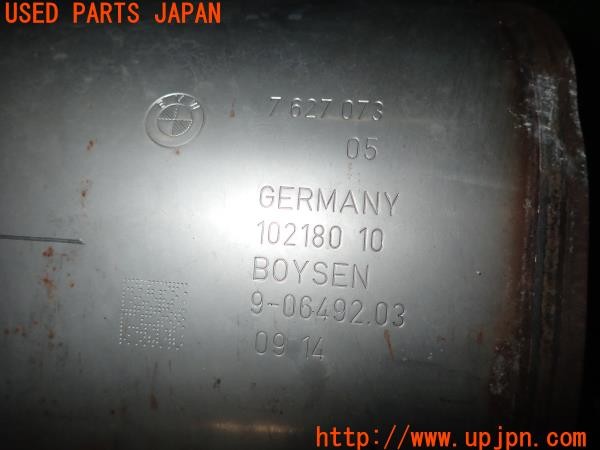 USED PARTS JAPAN
BMW
7 627 073
05
GERMANY
102180 10
BOYSEN
9-06492.03
09 14
http://www.upjpn.com/